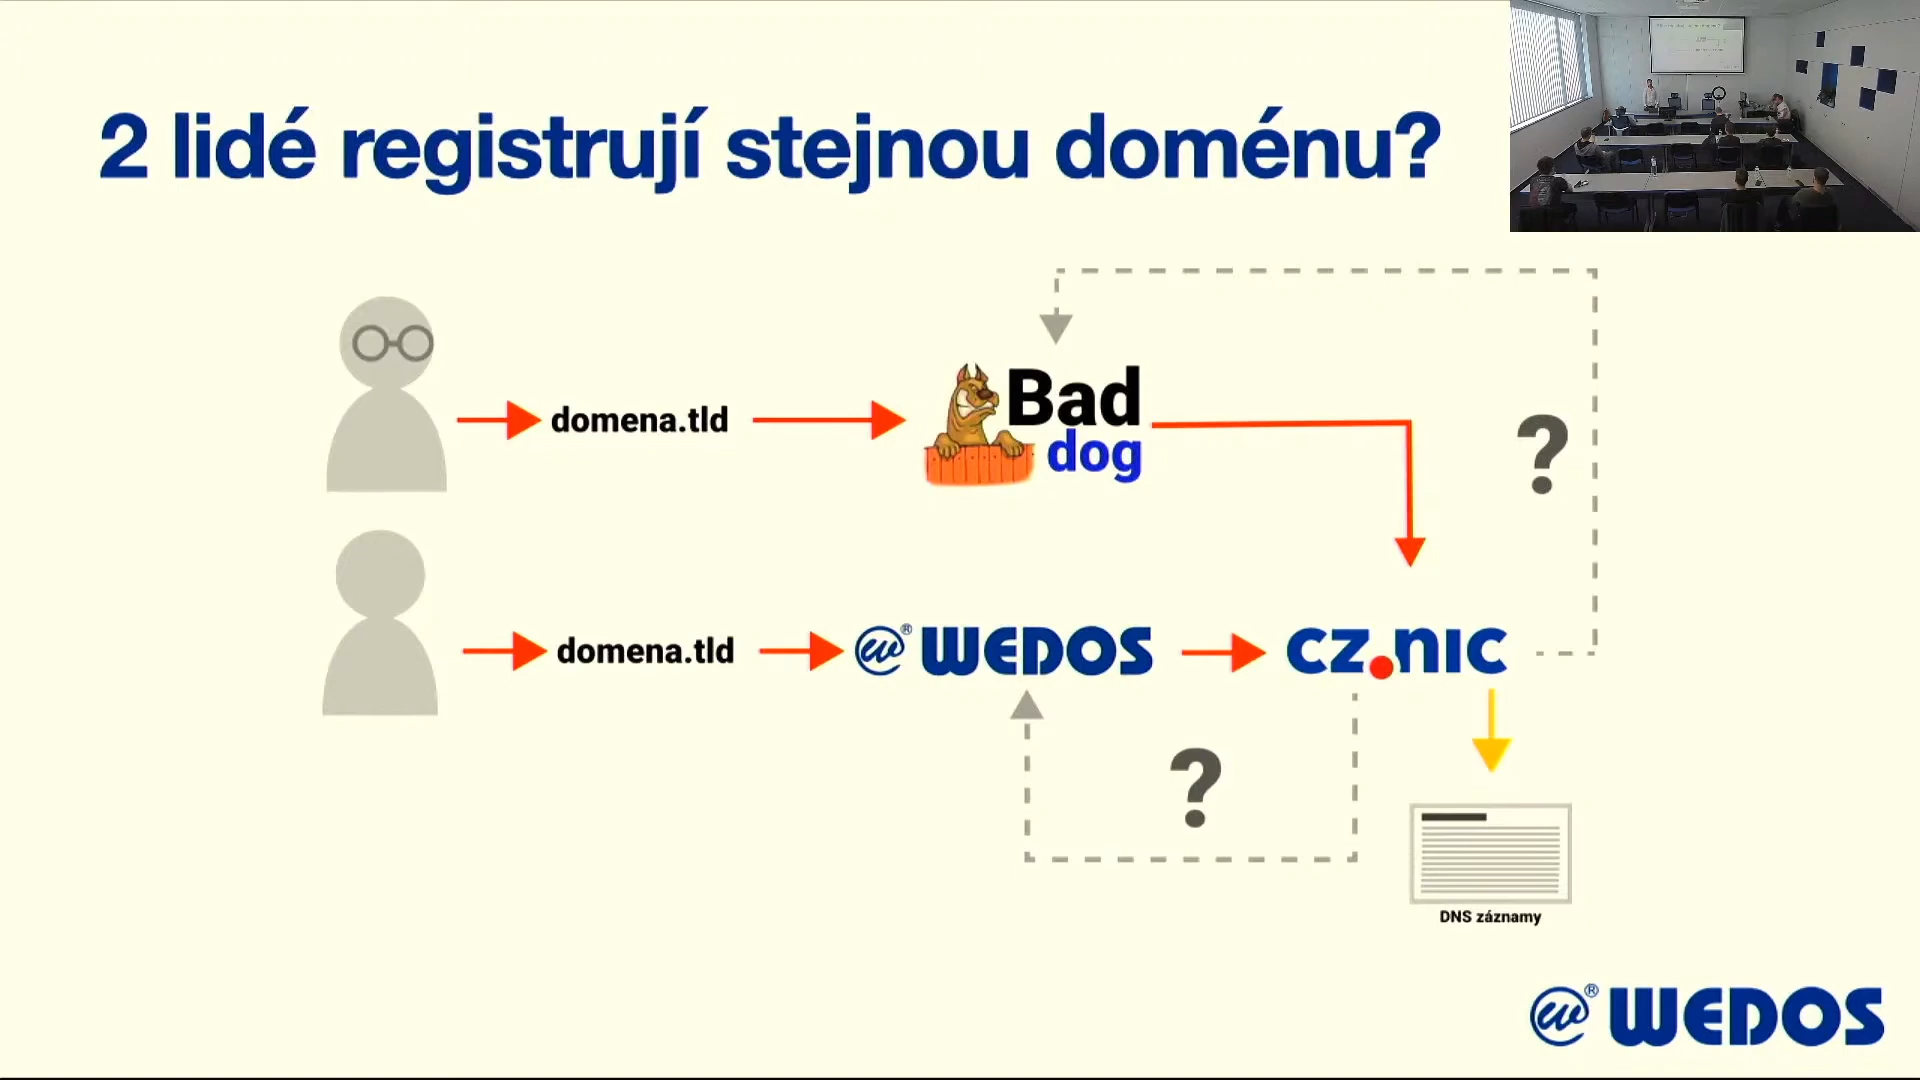 2 lidé registrují stejnou doménu?
domena.tld
Bad
dog
?
domena.tld
WEDOS
cz.nic
?
DNS záznamy
WEDOS